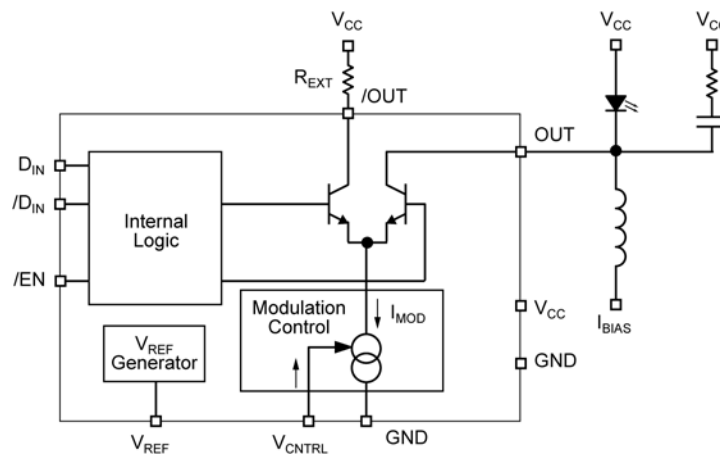 VCC
VCC
VCC
REXT
/OUT
OUT
DIN
/DIN
Internal
Logic
/EN
Modulation
Control
IMOD
VCC
IBIAS
VREF
Generator
GND
VREF
VCNTRL
GND